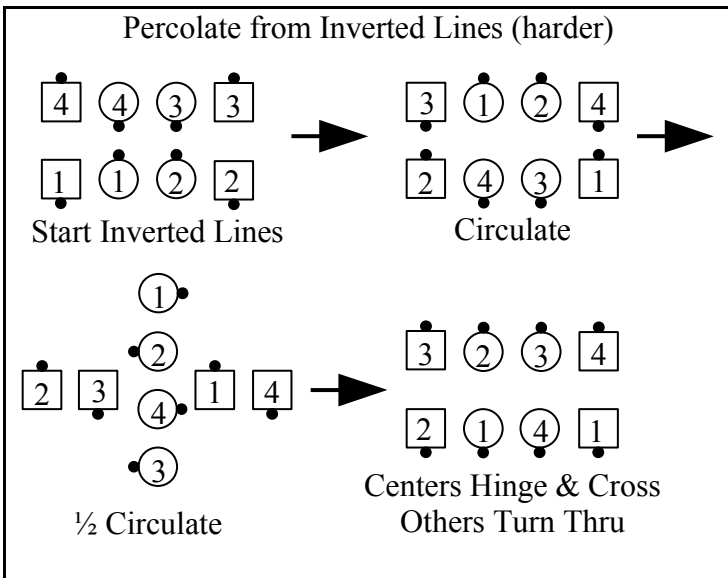 Percolate from Inverted Lines (harder)
4 4 3 3
1 1 2 2
Start Inverted Lines
3 1 2 4
2 4 3 1
Circulate
1
2
2 3 1 4
4
3
½ Circulate
3 2 3 4
2 1 4 1
Centers Hinge & Cross
Others Turn Thru